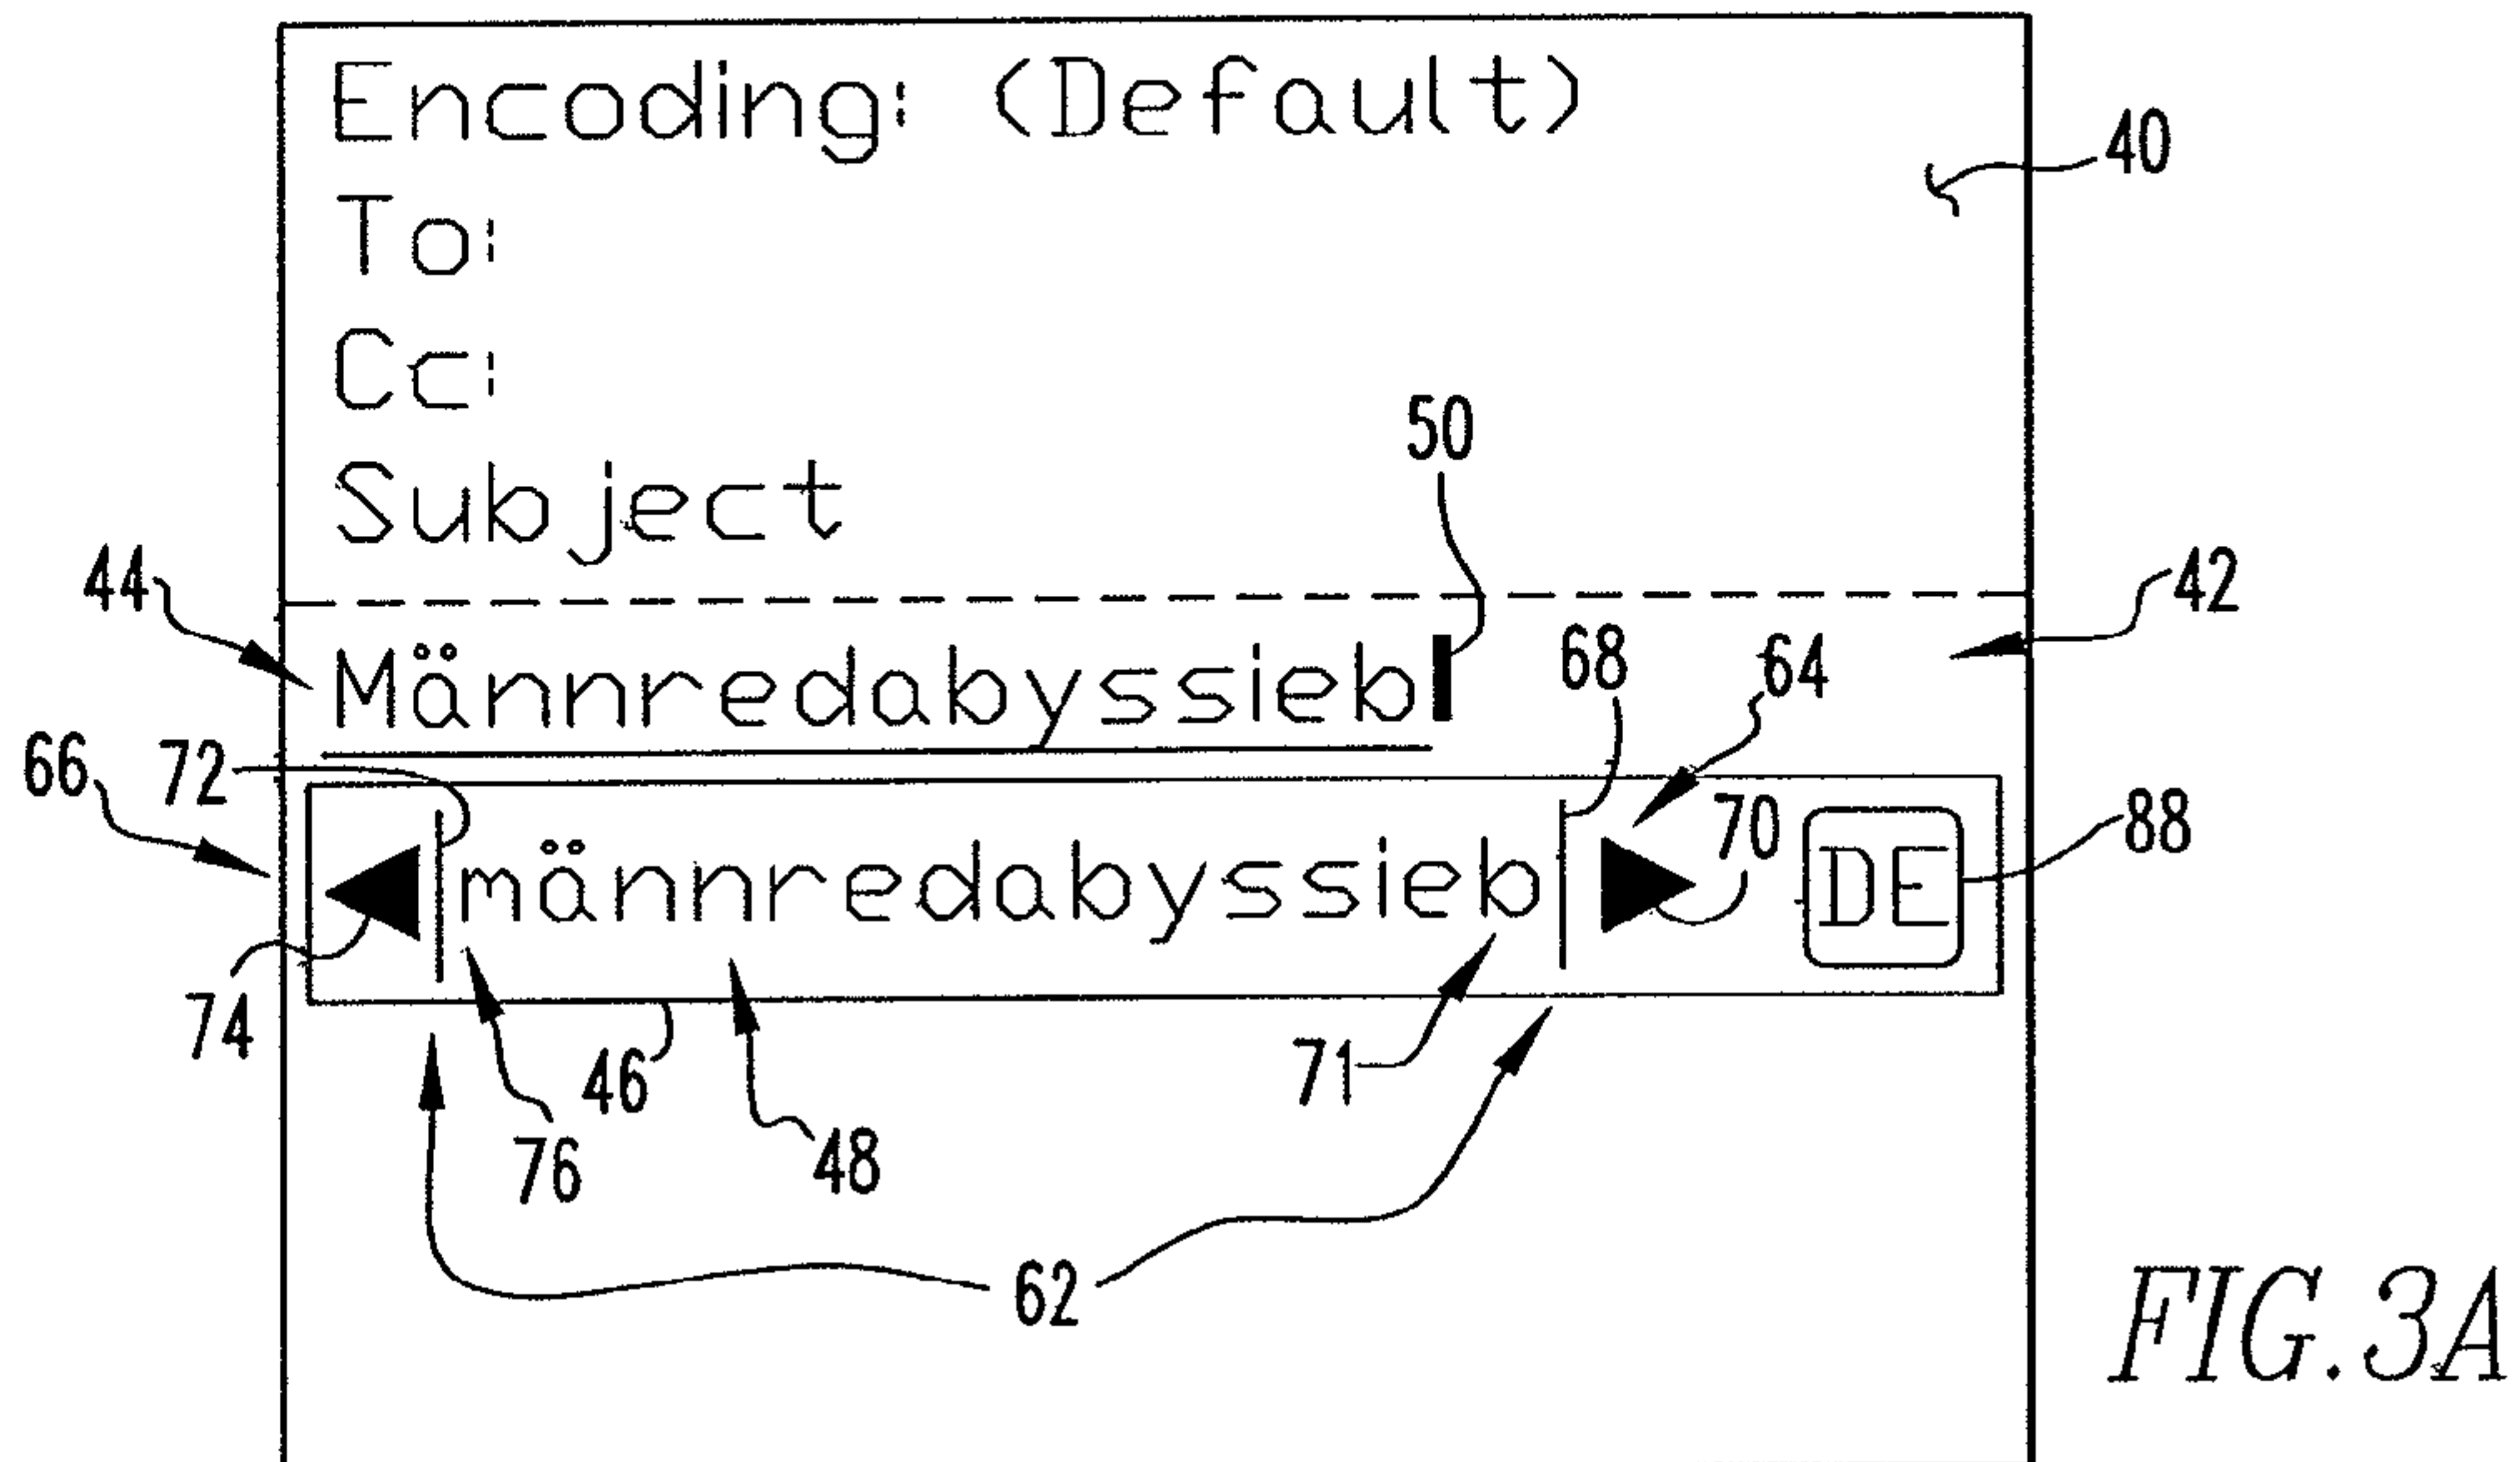 Encoding: (Default)
40
To:
Cc:
50
Subject
44
42
Männredabyssieb
68
64
66
72
männredabyssieb
70
DE
88
74
46
71
76
48
62
FIG.3A